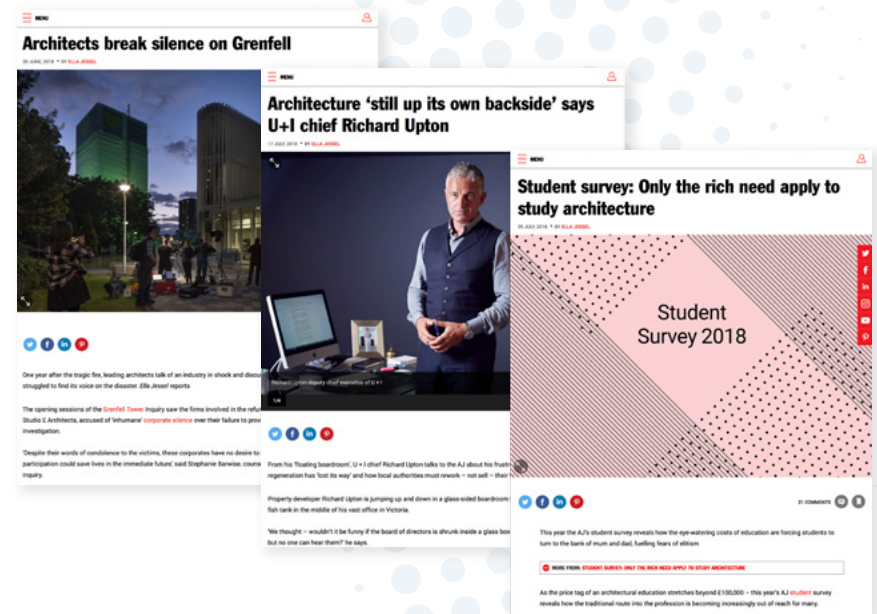 MENU
Architects break silence on Grenfell
20 JUNE, 2018 • BY ELLA JESSEL
One year after the tragic fire, leading architects talk of an industry in shock and
struggled to find its voice on the disaster. Ella Jessel reports
The opening sessions of the Grenfell Tower Inquiry saw the firms involved in the
Studio E Architects, accused of 'inhumane' corporate silence over their failure to
investigation.
'Despite their words of condolence to the victims, these corporates have no desire to
participation could save lives in the immediate future,' said Stephanie Barwise,
inquiry.
MENU
Architecture ‘still up its own backside’ says
U+I chief Richard Upton
17 JULY, 2018 • BY ELLA JESSEL
Richard Upton deputy chief executive of U+I
1/4
From his 'floating boardroom', U + I chief Richard Upton talks to the AJ about his
regeneration has 'lost its way' and how local authorities must rework – not sell – their
Property developer Richard Upton is jumping up and down in a glass-sided boardroom
fish tank in the middle of his vast office in Victoria.
'We thought – wouldn't it be funny if the board of directors is shrunk inside a glass
but no one can hear them?' he says.
MENU
Student survey: Only the rich need apply to
study architecture
25 JULY, 2018 • BY ELLA JESSEL
Student
Survey 2018
21 COMMENTS
This year the AJ's student survey reveals how the eye-watering costs of education are forcing students to
turn to the bank of mum and dad, fuelling fears of elitism
MORE FROM: STUDENT SURVEY: ONLY THE RICH NEED APPLY TO STUDY ARCHITECTURE
As the price tag of an architectural education stretches beyond £100,000 – this year's AJ student survey
reveals how the traditional route into the profession is becoming increasingly out of reach for many.